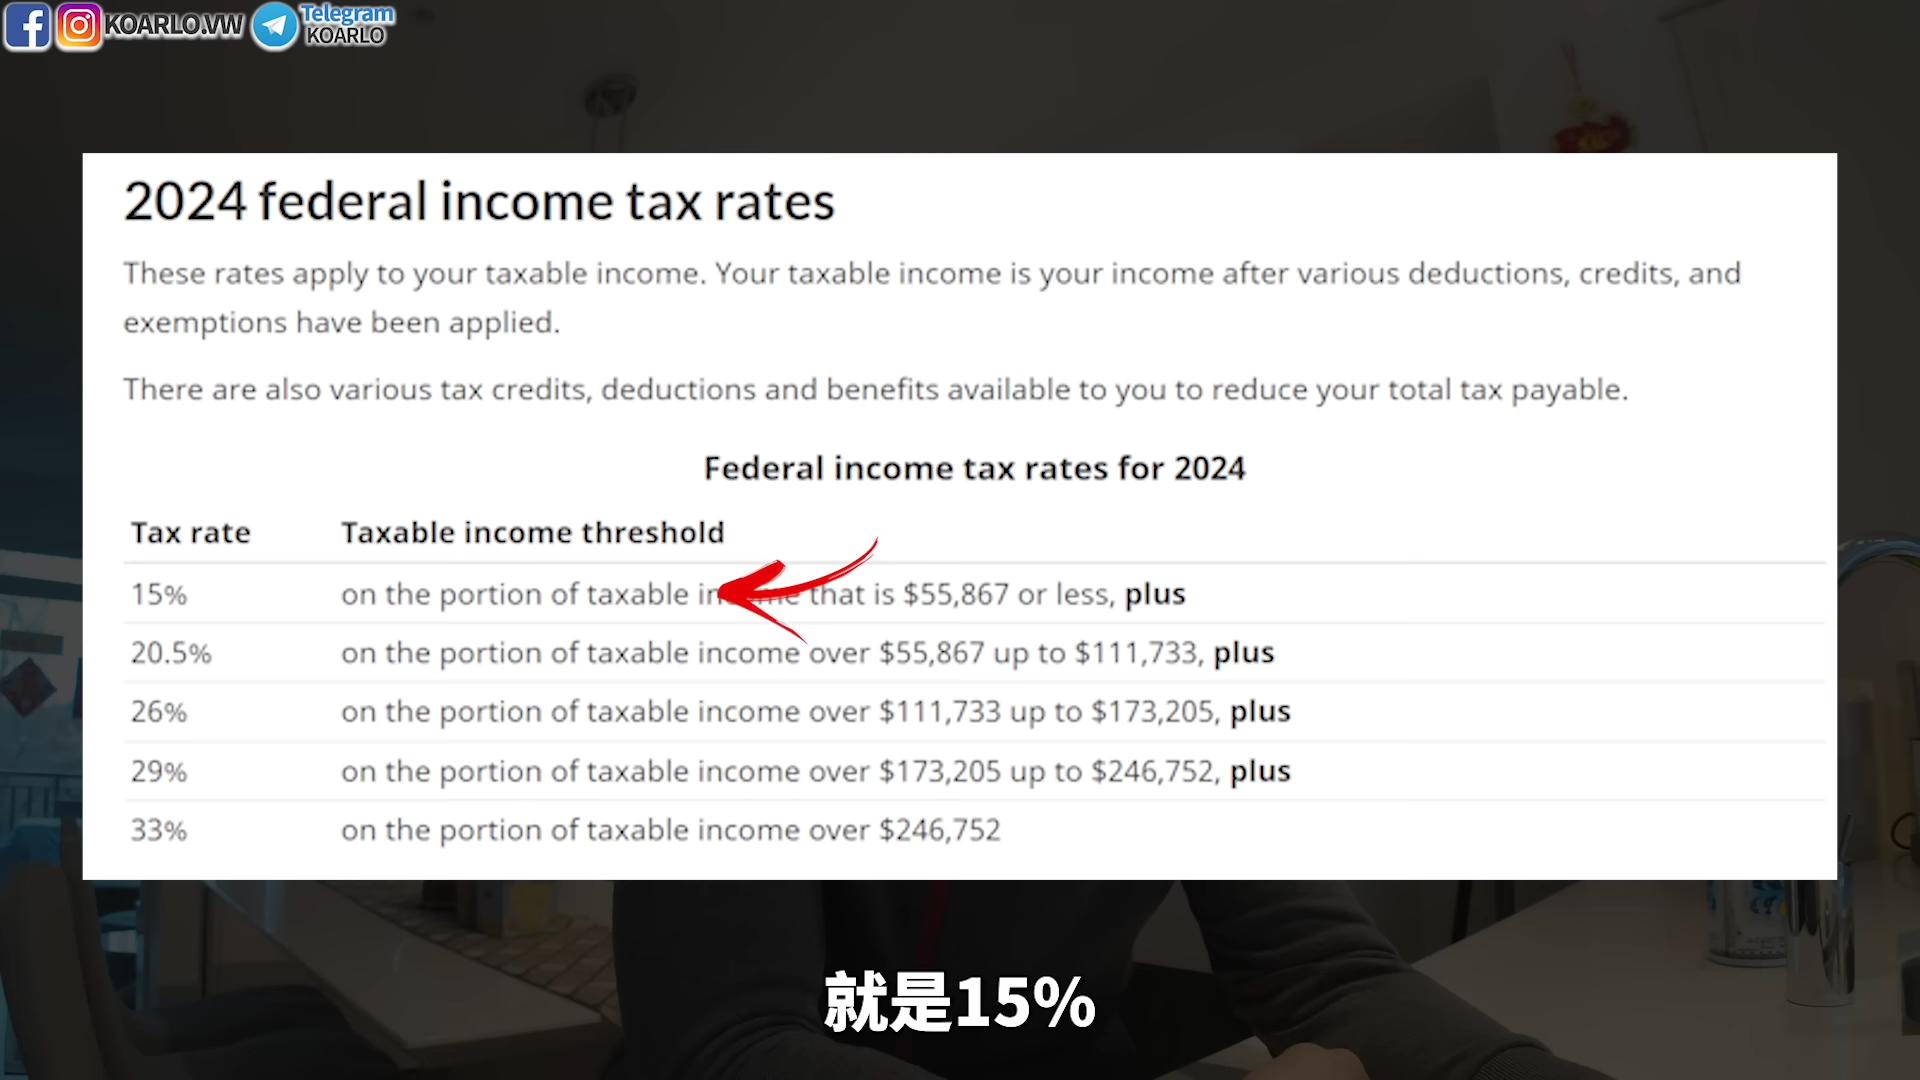 KOARLO.VW
Telegram
KOARLO
2024 federal income tax rates
These rates apply to your taxable income. Your taxable income is your income after various deductions, credits, and
exemptions have been applied.
There are also various tax credits, deductions and benefits available to you to reduce your total tax payable.
Federal income tax rates for 2024
Tax rate Taxable income threshold
15% on the portion of taxable income that is $55,867 or less, plus
20.5% on the portion of taxable income over $55,867 up to $111,733, plus
26% on the portion of taxable income over $111,733 up to $173,205, plus
29% on the portion of taxable income over $173,205 up to $246,752, plus
33% on the portion of taxable income over $246,752
就是15%